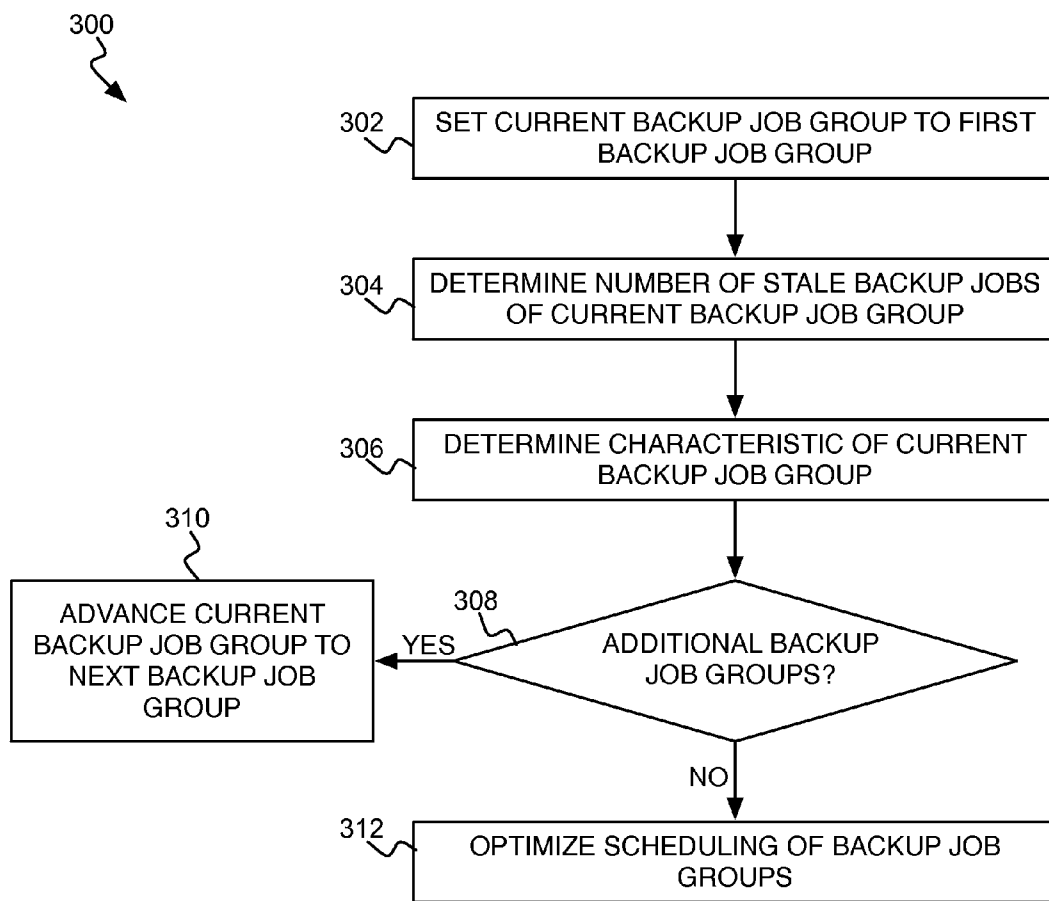 300
302
SET CURRENT BACKUP JOB GROUP TO FIRST
BACKUP JOB GROUP
304
DETERMINE NUMBER OF STALE BACKUP JOBS
OF CURRENT BACKUP JOB GROUP
306
DETERMINE CHARACTERISTIC OF CURRENT
BACKUP JOB GROUP
310
ADVANCE CURRENT
BACKUP JOB GROUP TO
NEXT BACKUP JOB
GROUP
YES
308
ADDITIONAL BACKUP
JOB GROUPS?
NO
312
OPTIMIZE SCHEDULING OF BACKUP JOB
GROUPS